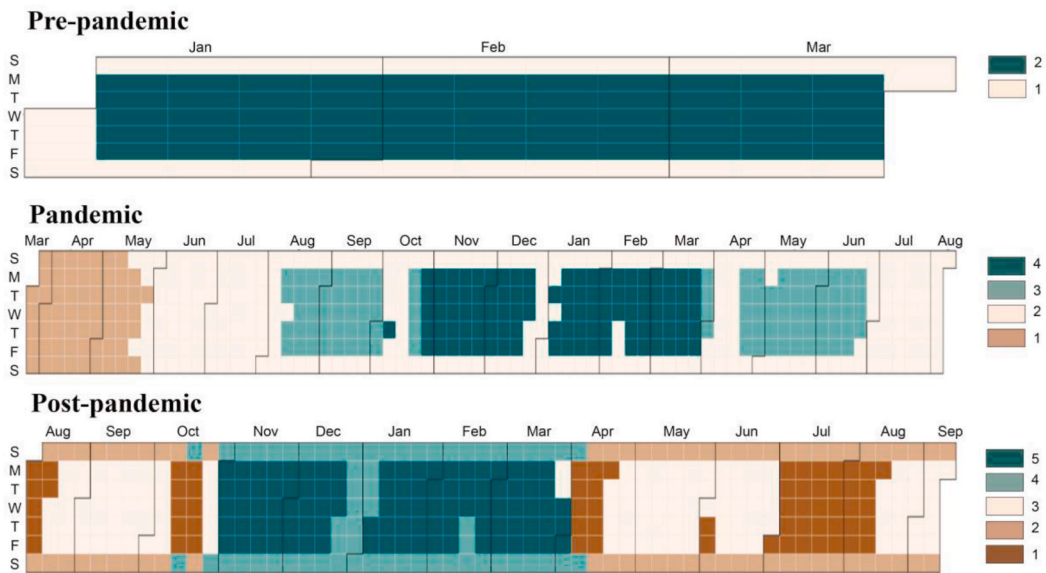 Pre-pandemic
Jan Feb Mar
S
M
T
W
T
F
S
2
1
Pandemic
Mar Apr May Jun Jul Aug Sep Oct Nov Dec Jan Feb Mar Apr May Jun Jul Aug
S
M
T
W
T
F
S
4
3
2
1
Post-pandemic
Aug Sep Oct Nov Dec Jan Feb Mar Apr May Jun Jul Aug Sep
S
M
T
W
T
F
S
5
4
3
2
1